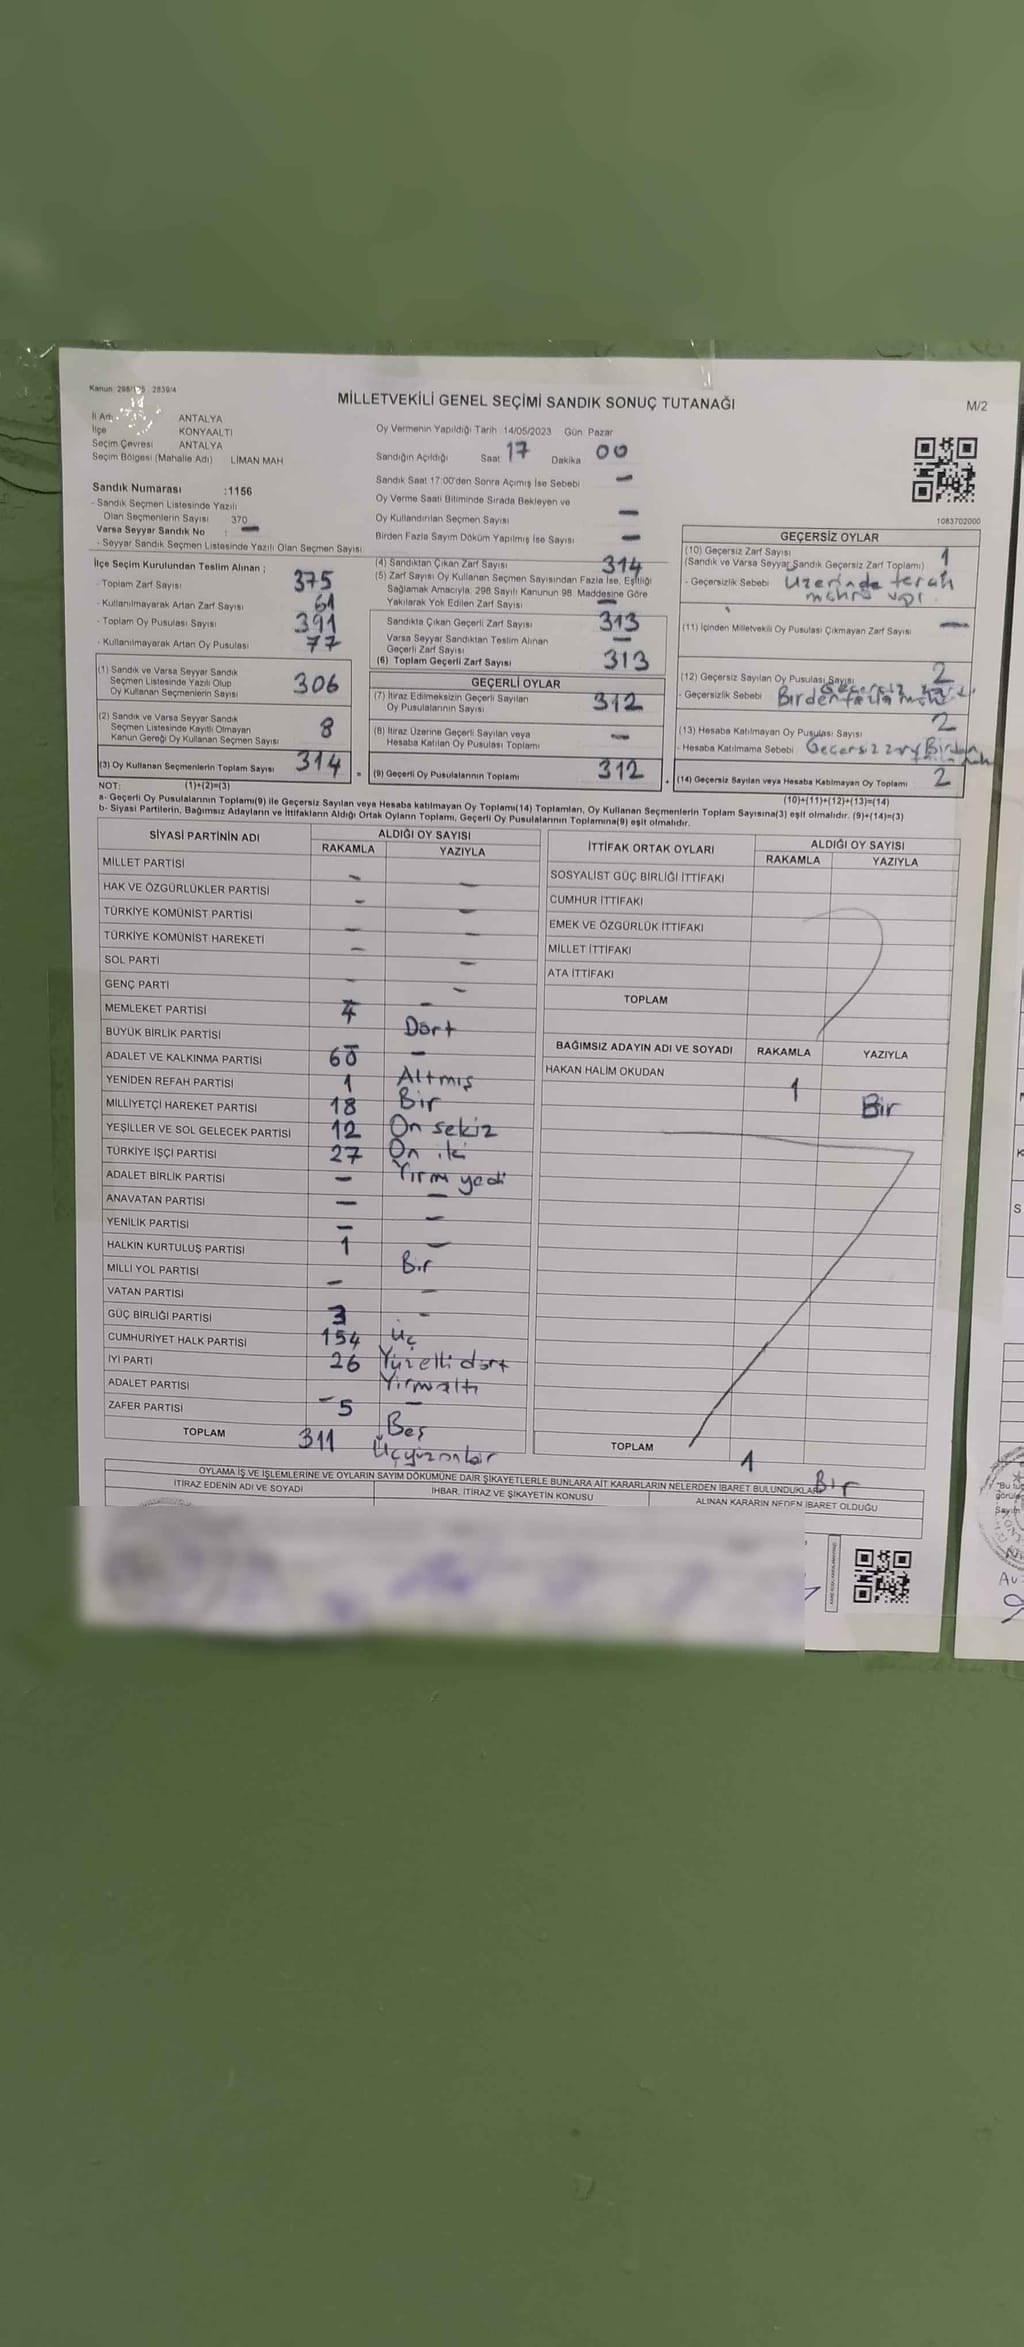 Kanun: 298/105 - 2839/4
MİLLETVEKİLİ GENEL SEÇİMİ SANDIK SONUÇ TUTANAĞI
M/2
İl Adı ANTALYA
İlçe KONYAALTI
Seçim Çevresi ANTALYA
Seçim Bölgesi (Mahalle Adı) LİMAN MAH
Sandık Numarası :1156
- Sandık Seçmen Listesinde Yazılı
Olan Seçmenlerin Sayısı 370
Varsa Seyyar Sandık No : —
- Seyyar Sandık Seçmen Listesinde Yazılı Olan Seçmen Sayısı
Oy Vermenin Yapıldığı Tarih :14/05/2023 Gün: Pazar
Sandığın Açıldığı Saat 17 Dakika 00
Sandık Saat 17:00'den Sonra Açımış İse Sebebi —
Oy Verme Saati Bitiminde Sırada Bekleyen ve
Oy Kullandırılan Seçmen Sayısı —
Birden Fazla Sayım Döküm Yapılmış İse Sayısı —
1083702000
İlçe Seçim Kurulundan Teslim Alınan ;
- Toplam Zarf Sayısı 375
- Kullanılmayarak Artan Zarf Sayısı 61
- Toplam Oy Pusulası Sayısı 391
- Kullanılmayarak Artan Oy Pusulası 77
(1) Sandık ve Varsa Seyyar Sandık
Seçmen Listesinde Yazılı Olup
Oy Kullanan Seçmenlerin Sayısı 306
(2) Sandık ve Varsa Seyyar Sandık
Seçmen Listesinde Kayıtlı Olmayan
Kanun Gereği Oy Kullanan Seçmen Sayısı 8
(3) Oy Kullanan Seçmenlerin Toplam Sayısı 314
(1)+(2)=(3)
(4) Sandıktan Çıkan Zarf Sayısı 314
(5) Zarf Sayısı Oy Kullanan Seçmen Sayısından Fazla İse, Eşitliği
Sağlamak Amacıyla, 298 Sayılı Kanunun 98. Maddesine Göre
Yakılarak Yok Edilen Zarf Sayısı —
Sandıkta Çıkan Geçerli Zarf Sayısı 313
Varsa Seyyar Sandıktan Teslim Alınan
Geçerli Zarf Sayısı —
(6) Toplam Geçerli Zarf Sayısı 313
GEÇERLİ OYLAR
(7) İtiraz Edilmeksizin Geçerli Sayılan
Oy Pusulalarının Sayısı 312
(8) İtiraz Üzerine Geçerli Sayılan veya
Hesaba Katılan Oy Pusulası Toplamı —
(9) Geçerli Oy Pusulalarının Toplamı 312
GEÇERSİZ OYLAR
(10) Geçersiz Zarf Sayısı 1
(Sandık ve Varsa Seyyar Sandık Geçersiz Zarf Toplamı)
- Geçersizlik Sebebi Üzerinde
(11) İçinden Milletvekili Oy Pusulası Çıkmayan Zarf Sayısı —
(12) Geçersiz Sayılan Oy Pusulası Sayısı 2
- Geçersizlik Sebebi Birden fazla
(13) Hesaba Katılmayan Oy Pusulası Sayısı 2
- Hesaba Katılmama Sebebi Geçersiz zarf Birden
(14) Geçersiz Sayılan veya Hesaba Katılmayan Oy Toplamı 2
(10)+(11)+(12)+(13)=(14)
NOT:
a- Geçerli Oy Pusulalarının Toplamı(9) ile Geçersiz Sayılan veya Hesaba katılmayan Oy Toplamı(14) Toplamları, Oy Kullanan Seçmenlerin Toplam Sayısına(3) eşit olmalıdır. (9)+(14)=(3)
b- Siyasi Partilerin, Bağımsız Adayların ve İttifakların Aldığı Ortak Oyların Toplamı, Geçerli Oy Pusulalarının Toplamına(9) eşit olmalıdır.
SİYASİ PARTİNİN ADI ALDIĞI OY SAYISI
RAKAMLA YAZIYLA
MİLLET PARTİSİ —
HAK VE ÖZGÜRLÜKLER PARTİSİ — —
TÜRKİYE KOMÜNİST PARTİSİ — —
TÜRKİYE KOMÜNİST HAREKETİ — —
SOL PARTİ — —
GENÇ PARTİ — —
MEMLEKET PARTİSİ 4 Dört
BÜYÜK BİRLİK PARTİSİ — —
ADALET VE KALKINMA PARTİSİ 60 Altmış
YENİDEN REFAH PARTİSİ 1 Bir
MİLLİYETÇİ HAREKET PARTİSİ 18 On sekiz
YEŞİLLER VE SOL GELECEK PARTİSİ 12 On iki
TÜRKİYE İŞÇİ PARTİSİ 27 Yirmi yedi
ADALET BİRLİK PARTİSİ — —
ANAVATAN PARTİSİ — —
YENİLİK PARTİSİ — —
HALKIN KURTULUŞ PARTİSİ 1 Bir
MİLLİ YOL PARTİSİ
VATAN PARTİSİ — —
GÜÇ BİRLİĞİ PARTİSİ 3 Üç
CUMHURİYET HALK PARTİSİ 154 Yüzelli dört
İYİ PARTİ 26 Yirmialtı
ADALET PARTİSİ — —
ZAFER PARTİSİ 5 Beş
TOPLAM 311 Üçyüzonbir
İTTİFAK ORTAK OYLARI ALDIĞI OY SAYISI
RAKAMLA YAZIYLA
SOSYALİST GÜÇ BİRLİĞİ İTTİFAKI
CUMHUR İTTİFAKI
EMEK VE ÖZGÜRLÜK İTTİFAKI
MİLLET İTTİFAKI
ATA İTTİFAKI
TOPLAM
BAĞIMSIZ ADAYIN ADI VE SOYADI RAKAMLA YAZIYLA
HAKAN HALİM OKUDAN 1 Bir
TOPLAM 1 Bir
OYLAMA İŞ VE İŞLEMLERİNE VE OYLARIN SAYIM DÖKÜMÜNE DAİR ŞİKAYETLERLE BUNLARA AİT KARARLARIN NELERDEN İBARET BULUNDUKLARI
İTİRAZ EDENİN ADI VE SOYADI İHBAR, İTİRAZ VE ŞİKAYETİN KONUSU ALINAN KARARIN NEDEN İBARET OLDUĞU